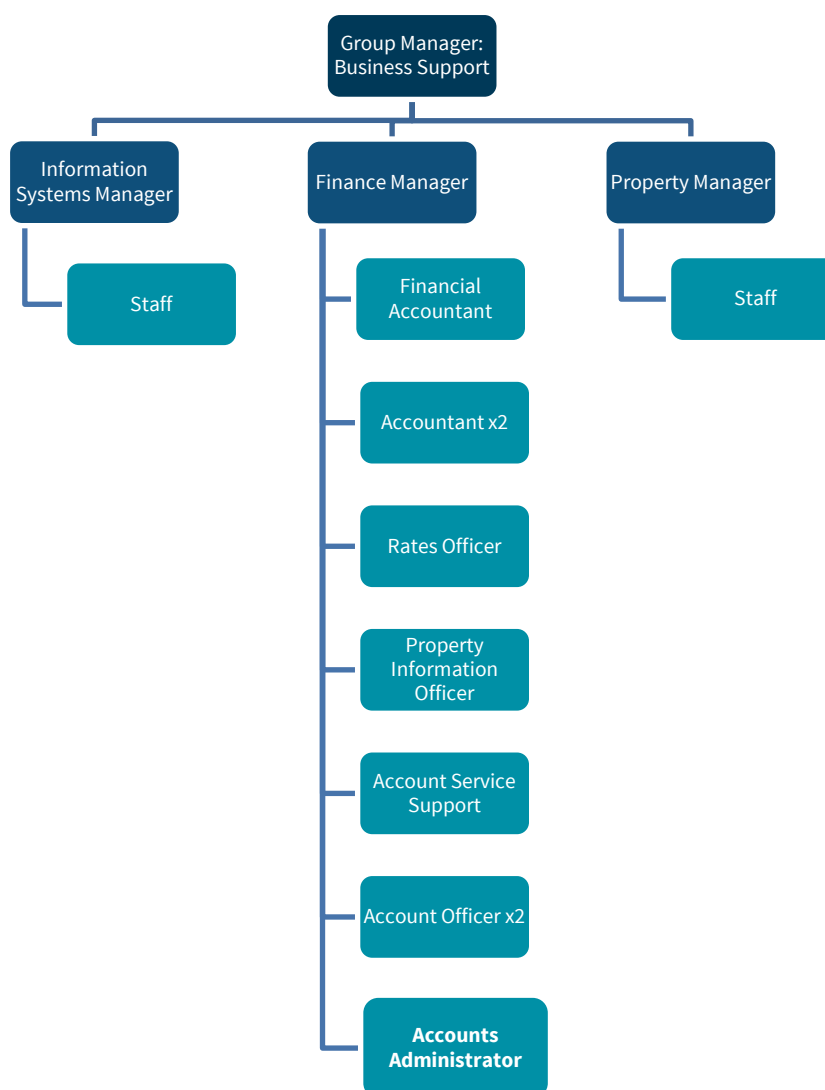 Group Manager:
Business Support
Information
Systems Manager
Finance Manager
Property Manager
Staff
Financial
Accountant
Staff
Accountant x2
Rates Officer
Property
Information
Officer
Account Service
Support
Account Officer x2
Accounts
Administrator